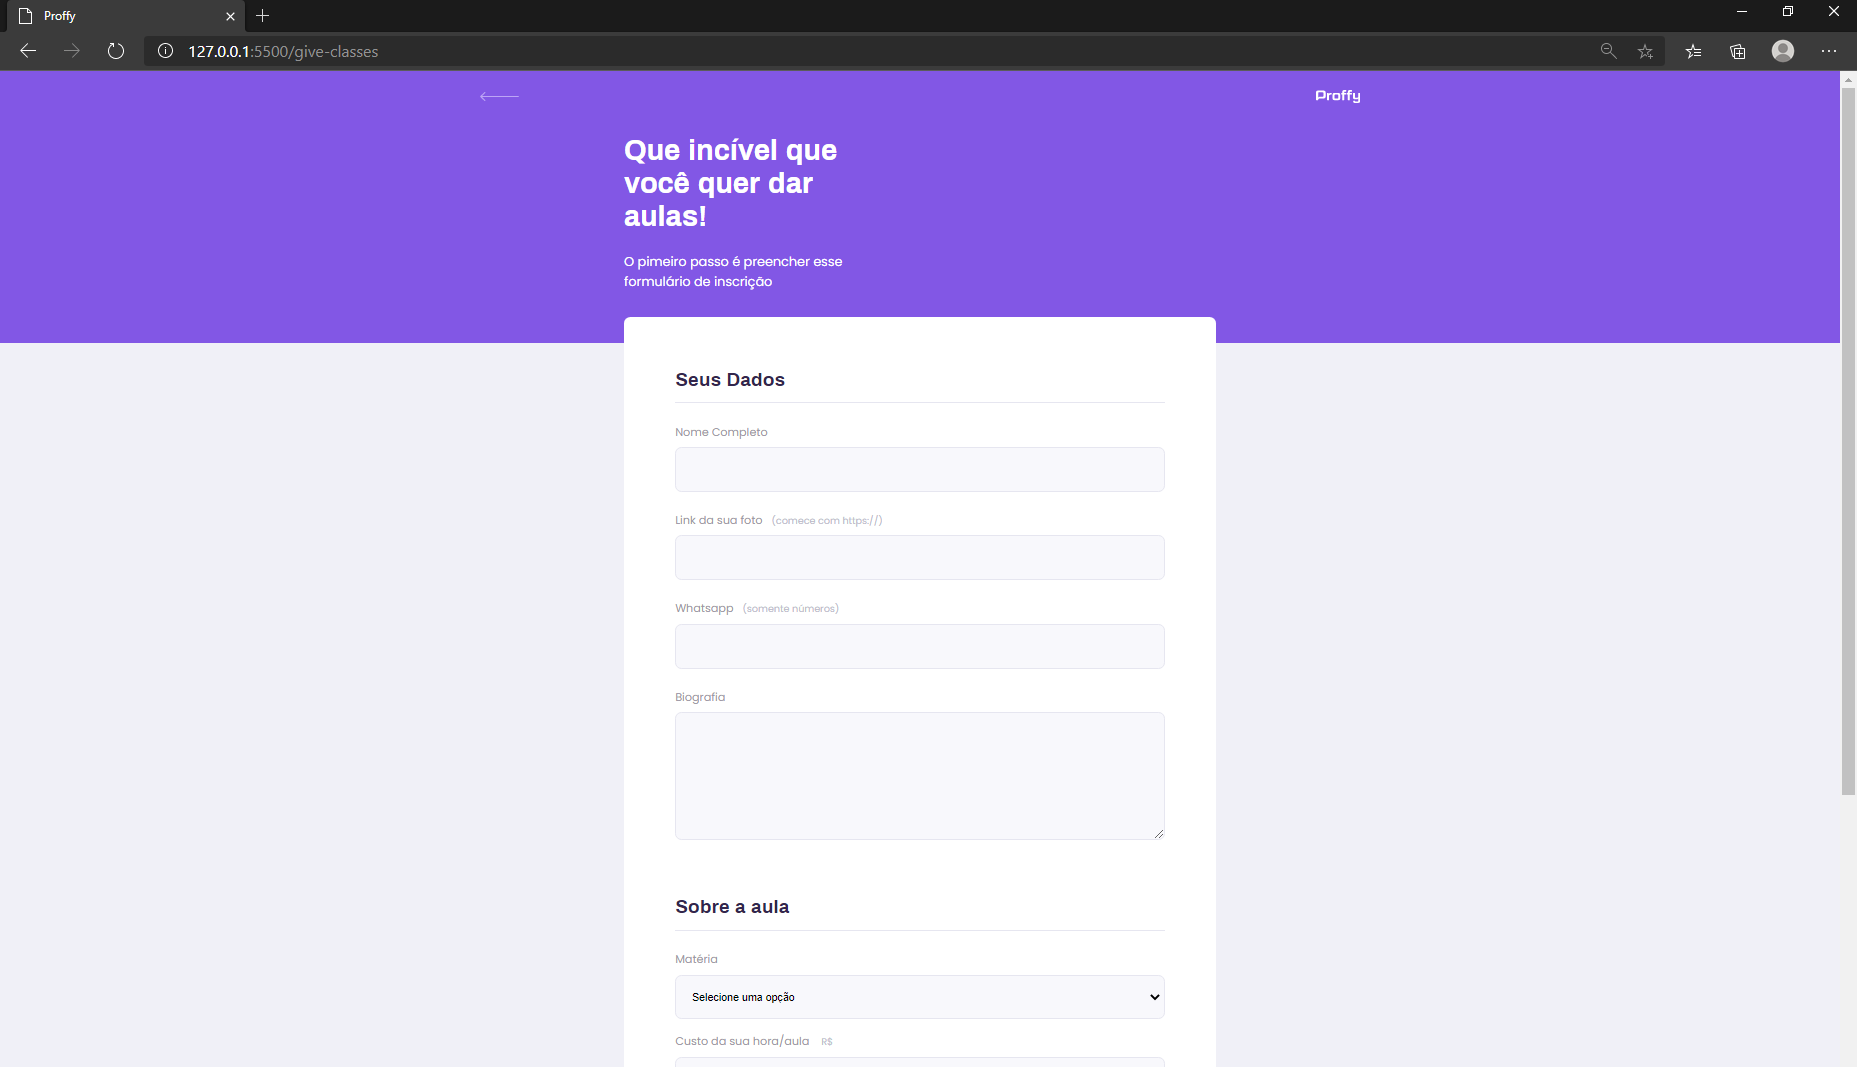 Proffy
127.0.0.1:5500/give-classes
Proffy
Que incível que
você quer dar
aulas!
O pimeiro passo é preencher esse
formulário de inscrição
Seus Dados
Nome Completo
Link da sua foto (comece com https://)
Whatsapp (somente números)
Biografia
Sobre a aula
Matéria
Selecione uma opção
Custo da sua hora/aula R$